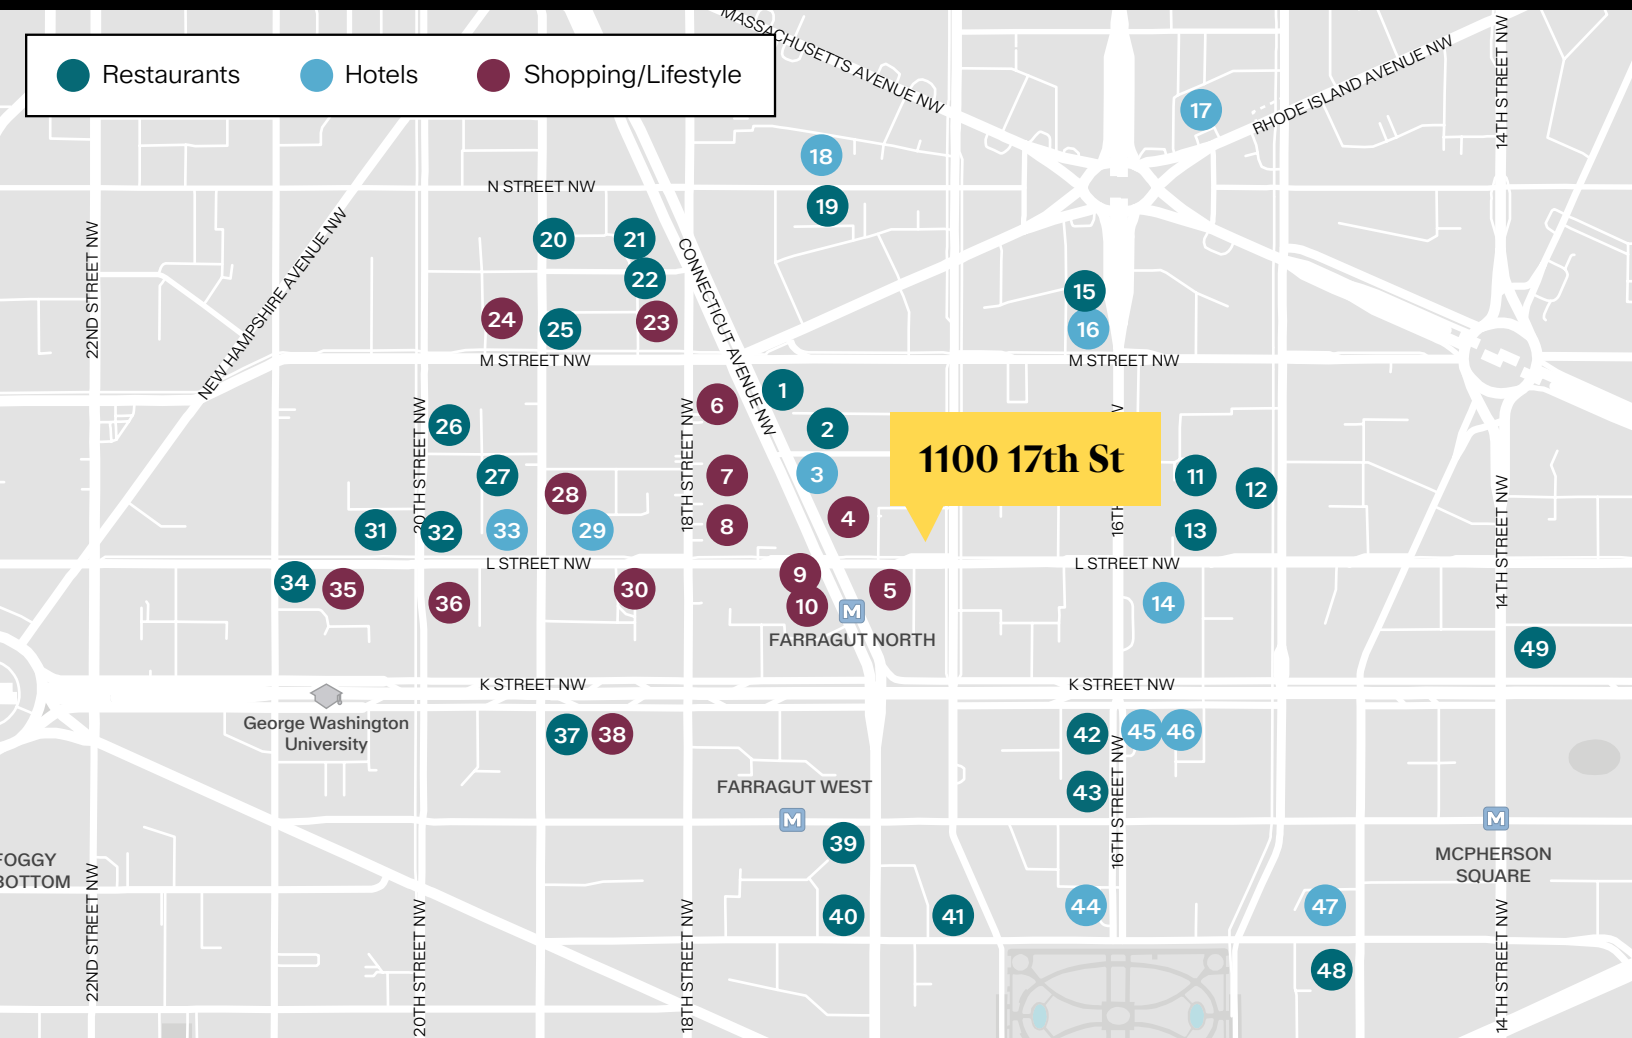 MASSACHUSETTS AVENUE NW
Restaurants
Hotels
Shopping/Lifestyle
RHODE ISLAND AVENUE NW
14TH STREET NW
17
18
N STREET NW
19
22ND STREET NW
NEW HAMPSHIRE AVENUE NW
20
21
CONNECTICUT AVENUE NW
22
15
24
25
23
16
M STREET NW
M STREET NW
1
6
20TH STREET NW
18TH STREET NW
26
2
1100 17th St
27
7
3
11
12
28
14TH STREET NW
31
32
33
29
8
4
16TH
W
13
L STREET NW
L STREET NW
34
35
36
30
9
10
5
M
14
FARRAGUT NORTH
49
K STREET NW
K STREET NW
George Washington
University
37
38
42
45
46
16TH STREET NW
FARRAGUT WEST
43
M
M
39
MCPHERSON
SQUARE
FOGGY
BOTTOM
22ND STREET NW
20TH STREET NW
18TH STREET NW
40
41
44
47
14TH STREET NW
48